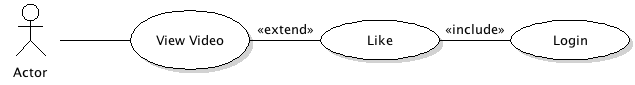 «extend» «include»
View Video Like Login
Actor